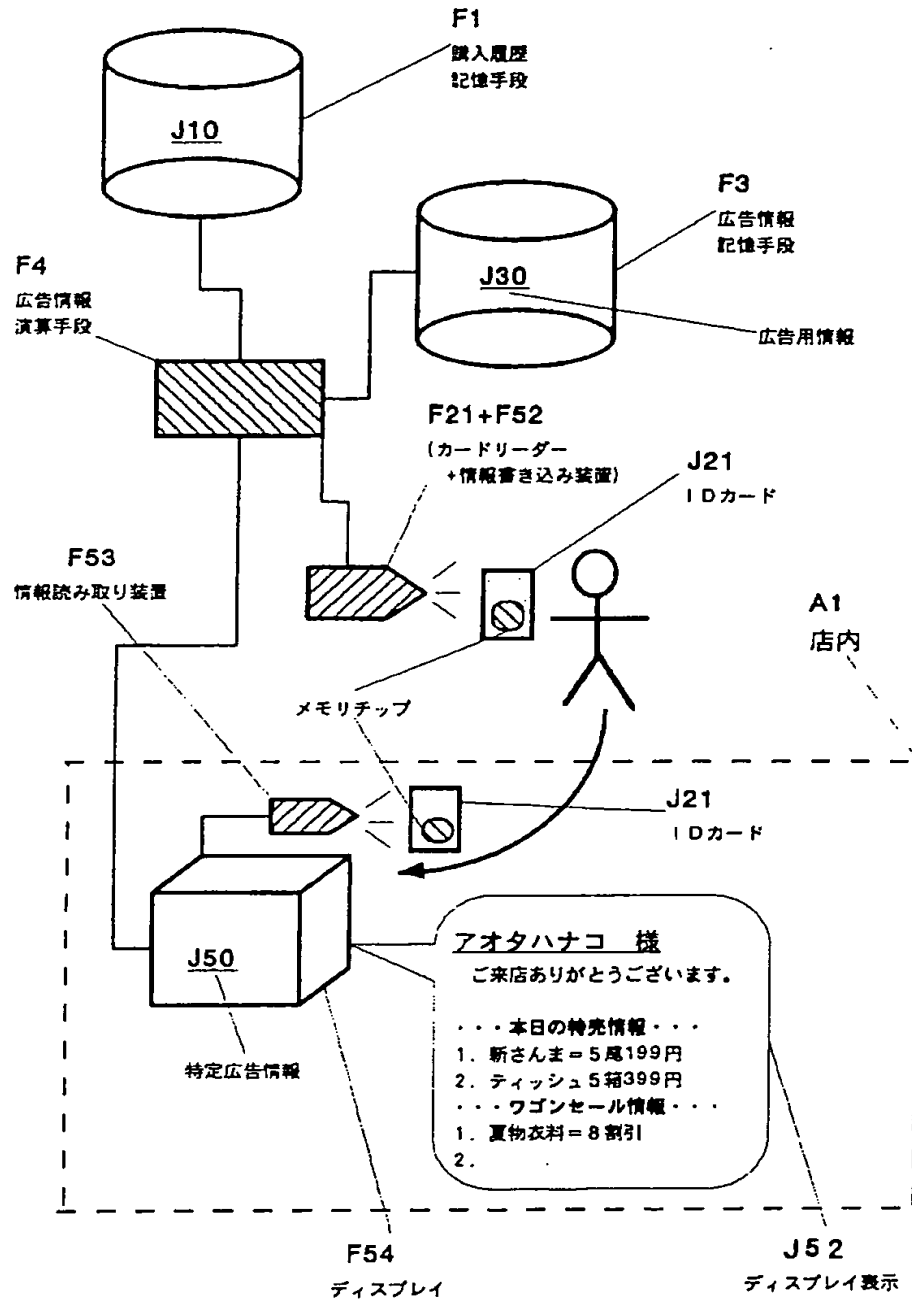 F1
購入履歴
記憶手段
J10
F3
広告情報
記憶手段
F4
広告情報
演算手段
J30
広告用情報
F21+F52
(カードリーダー
+情報書き込み装置)
J21
IDカード
F53
情報読み取り装置
A1
店内
メモリチップ
J21
IDカード
アオタハナコ 様
ご来店ありがとうございます。
・・・本日の特売情報・・・
1. 新さんま=5尾199円
2. ティッシュ5箱399円
・・・ワゴンセール情報・・・
1. 夏物衣料=8割引
2.
J50
特定広告情報
F54
ディスプレイ
J52
ディスプレイ表示